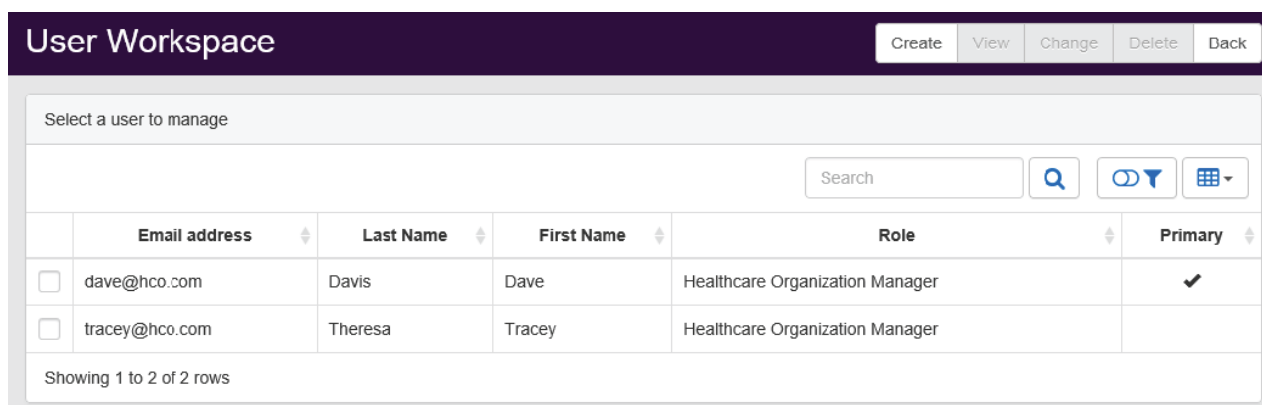 User Workspace Create View Change Delete Back
Select a user to manage
Search
Email address Last Name First Name Role Primary
dave@hco.com Davis Dave Healthcare Organization Manager
tracey@hco.com Theresa Tracey Healthcare Organization Manager
Showing 1 to 2 of 2 rows